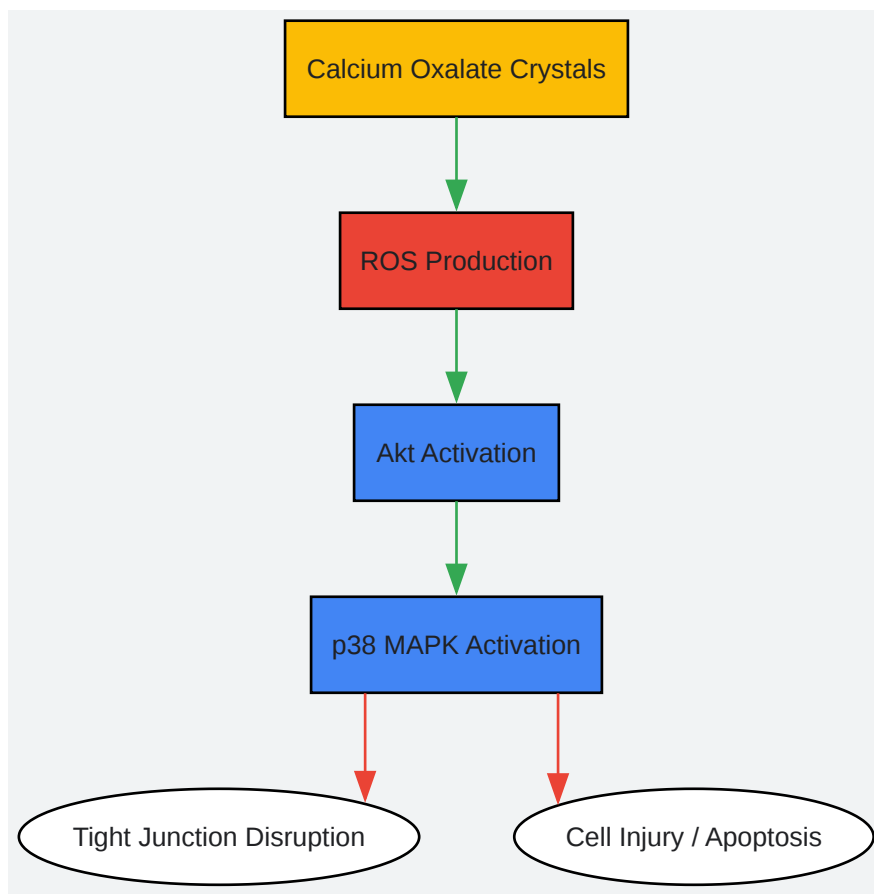 Calcium Oxalate Crystals
ROS Production
Akt Activation
p38 MAPK Activation
Tight Junction Disruption
Cell Injury / Apoptosis